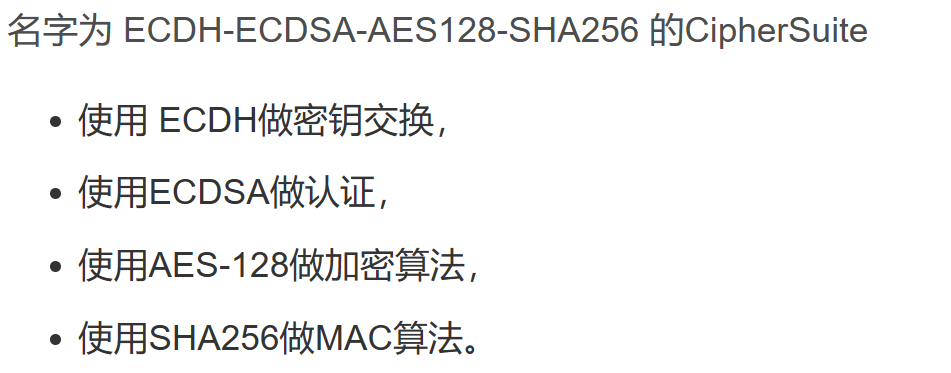 名字为 ECDH-ECDSA-AES128-SHA256 的CipherSuite
• 使用 ECDH做密钥交换，
• 使用ECDSA做认证，
• 使用AES-128做加密算法，
• 使用SHA256做MAC算法。